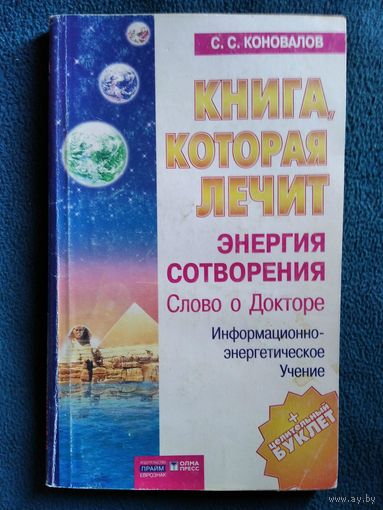 С. С. КОНОВАЛОВ
КНИГА,
КОТОРАЯ
ЛЕЧИТ
ЭНЕРГИЯ
СОТВОРЕНИЯ
Слово о Докторе
Информационно-
энергетическое
Учение
+
целительный
БУКЛЕТ
ИЗДАТЕЛЬСТВО
ПРАЙМ
ЕВРОЗНАК
ОЛМА
ПРЕСС
www.ay.by